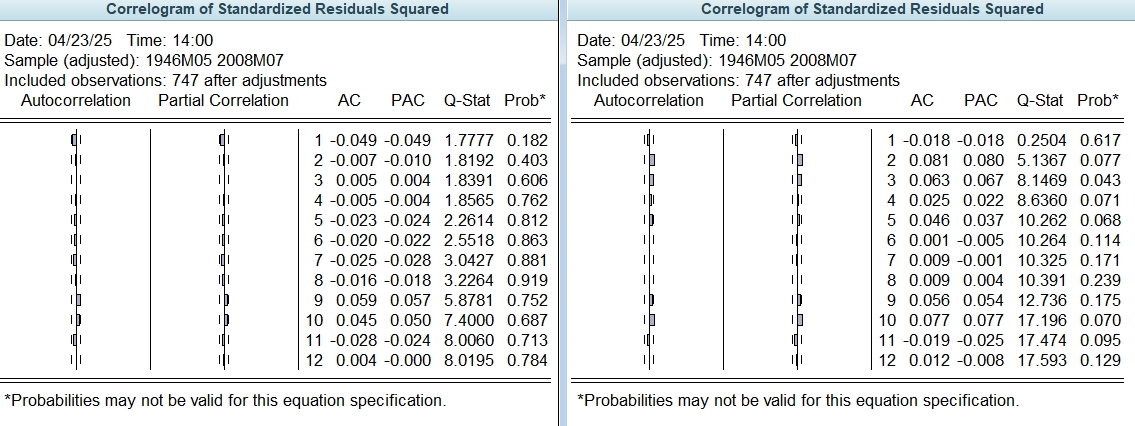 Correlogram of Standardized Residuals Squared
Date: 04/23/25 Time: 14:00
Sample (adjusted): 1946M05 2008M07
Included observations: 747 after adjustments
Autocorrelation Partial Correlation AC PAC Q-Stat Prob*
1 -0.049 -0.049 1.7777 0.182
2 -0.007 -0.010 1.8192 0.403
3 0.005 0.004 1.8391 0.606
4 -0.005 -0.004 1.8565 0.762
5 -0.023 -0.024 2.2614 0.812
6 -0.020 -0.022 2.5518 0.863
7 -0.025 -0.028 3.0427 0.881
8 -0.016 -0.018 3.2264 0.919
9 0.059 0.057 5.8781 0.752
10 0.045 0.050 7.4000 0.687
11 -0.028 -0.024 8.0060 0.713
12 0.004 -0.000 8.0195 0.784
*Probabilities may not be valid for this equation specification.
Correlogram of Standardized Residuals Squared
Date: 04/23/25 Time: 14:00
Sample (adjusted): 1946M05 2008M07
Included observations: 747 after adjustments
Autocorrelation Partial Correlation AC PAC Q-Stat Prob*
1 -0.018 -0.018 0.2504 0.617
2 0.081 0.080 5.1367 0.077
3 0.063 0.067 8.1469 0.043
4 0.025 0.022 8.6360 0.071
5 0.046 0.037 10.262 0.068
6 0.001 -0.005 10.264 0.114
7 0.009 -0.001 10.325 0.171
8 0.009 0.004 10.391 0.239
9 0.056 0.054 12.736 0.175
10 0.077 0.077 17.196 0.070
11 -0.019 -0.025 17.474 0.095
12 0.012 -0.008 17.593 0.129
*Probabilities may not be valid for this equation specification.